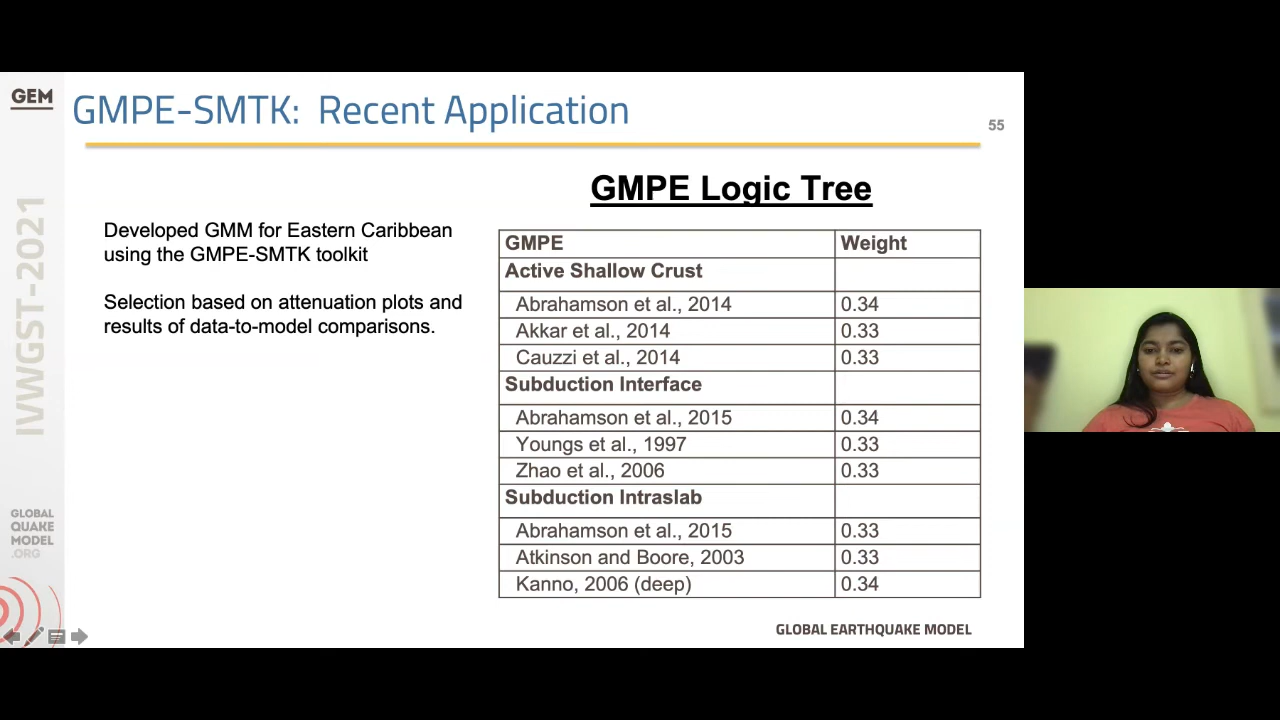 GEM
GMPE-SMTK: Recent Application
55
IVWGST-2021
GMPE Logic Tree
Developed GMM for Eastern Caribbean
using the GMPE-SMTK toolkit
Selection based on attenuation plots and
results of data-to-model comparisons.
GMPE Weight
Active Shallow Crust
Abrahamson et al., 2014 0.34
Akkar et al., 2014 0.33
Cauzzi et al., 2014 0.33
Subduction Interface
Abrahamson et al., 2015 0.34
Youngs et al., 1997 0.33
Zhao et al., 2006 0.33
Subduction Intraslab
Abrahamson et al., 2015 0.33
Atkinson and Boore, 2003 0.33
Kanno, 2006 (deep) 0.34
GLOBAL
QUAKE
MODEL
.ORG
GLOBAL EARTHQUAKE MODEL